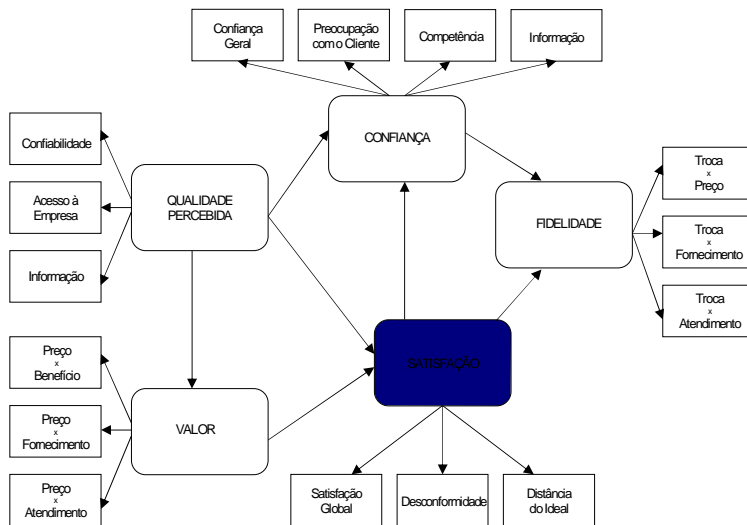 Confiança
Geral
Preocupação
com o Cliente
Competência
Informação
CONFIANÇA
Confiabilidade
Acesso à
Empresa
Informação
QUALIDADE
PERCEBIDA
FIDELIDADE
Troca
x
Preço
Troca
x
Fornecimento
Troca
x
Atendimento
Preço
x
Benefício
Preço
x
Fornecimento
Preço
x
Atendimento
VALOR
SATISFAÇÃO
Satisfação
Global
Desconformidade
Distância
do Ideal